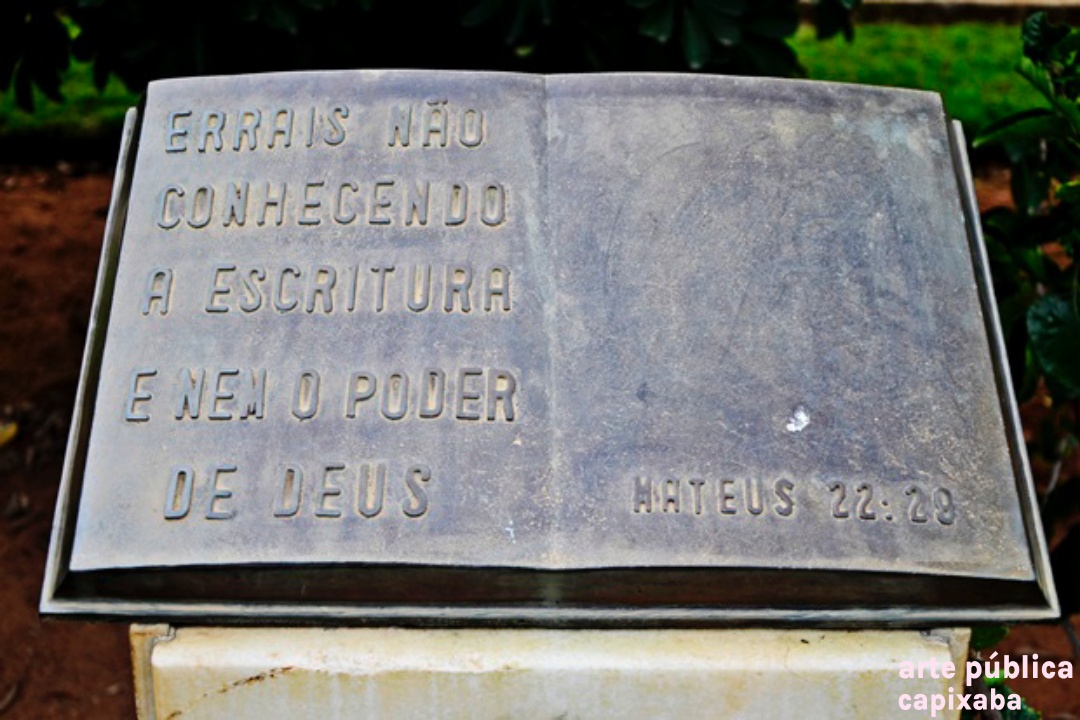 ERRAIS NÃO
CONHECENDO
A ESCRITURA
E NEM O PODER
DE DEUS
MATEUS 22:29
arte pública
capixaba